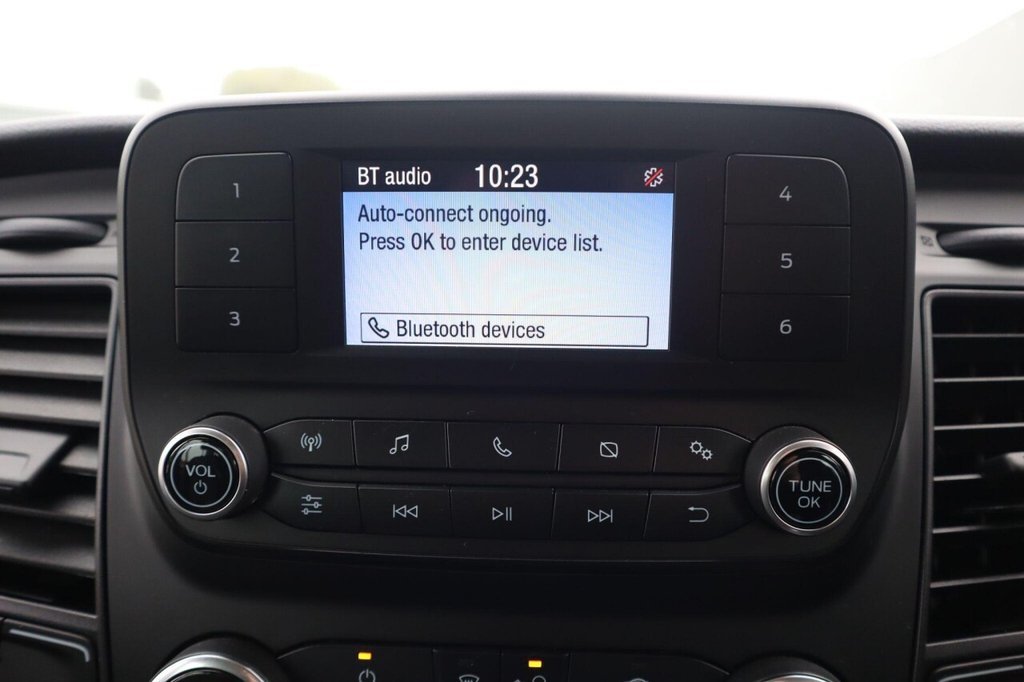 BT audio 10:23
Auto-connect ongoing.
Press OK to enter device list.
Bluetooth devices
1
2
3
4
5
6
VOL
TUNE
OK